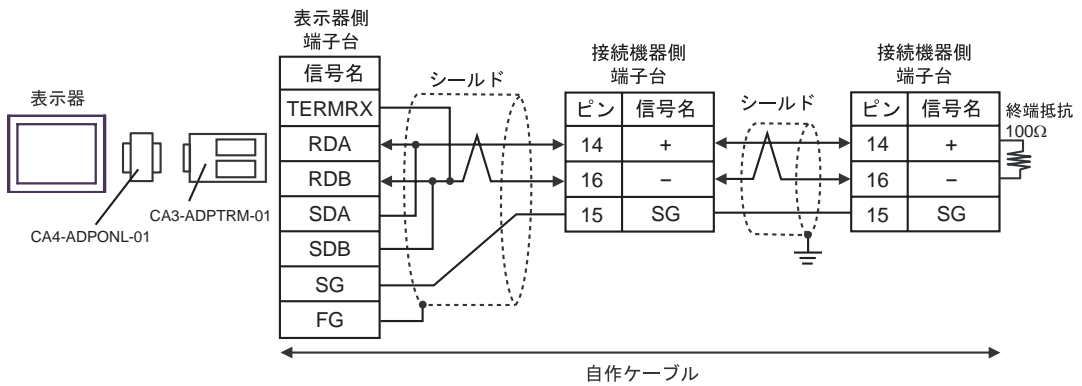 表示器
CA4-ADPONL-01
CA3-ADPTRM-01
表示器側
端子台
信号名
TERMRX
RDA
RDB
SDA
SDB
SG
FG
シールド
接続機器側
端子台
ピン 信号名
14 +
16 −
15 SG
シールド
接続機器側
端子台
ピン 信号名
14 +
16 −
15 SG
終端抵抗
100Ω
自作ケーブル